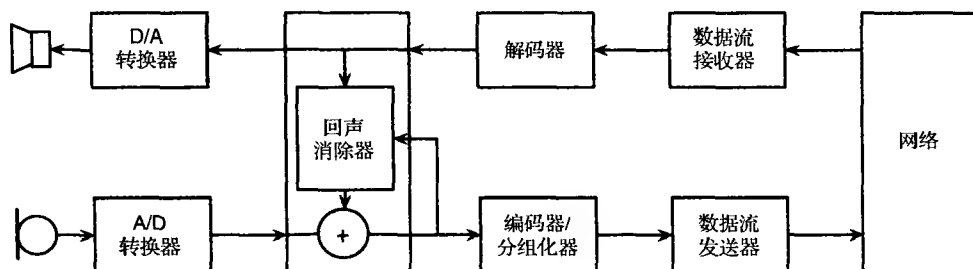 D/A
转换器
解码器
数据流
接收器
回声
消除器
网络
A/D
转换器
+
编码器/
分组化器
数据流
发送器